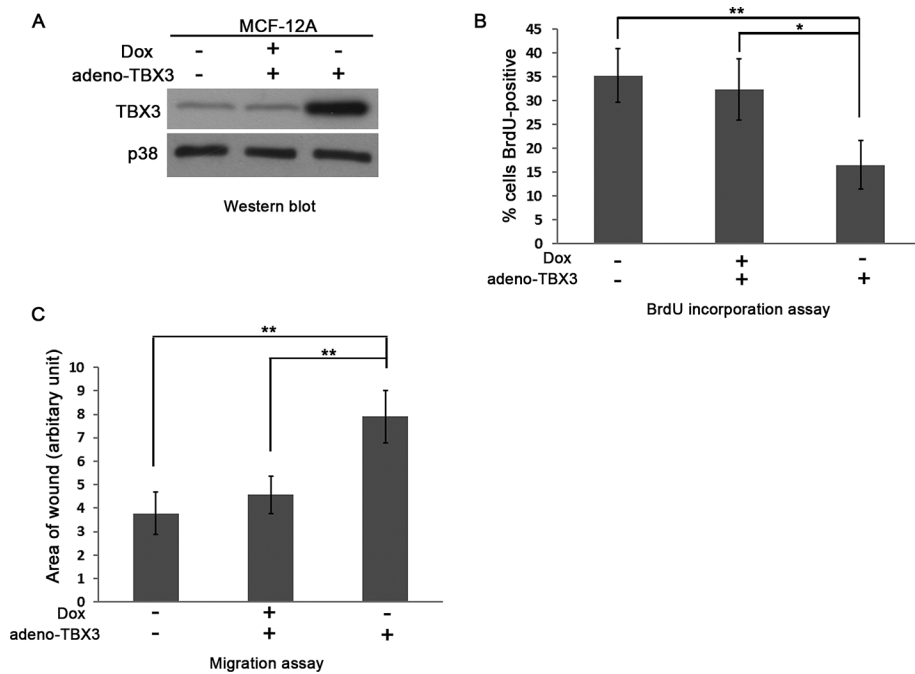 A
MCF-12A
Dox - + -
adeno-TBX3 - + +
TBX3
p38
Western blot
B
** 
*
% cells BrdU-positive
45
40
35
30
25
20
15
10
5
0
Dox - + -
adeno-TBX3 - + +
BrdU incorporation assay
C
**
**
Area of wound (arbitary unit)
10
9
8
7
6
5
4
3
2
1
0
Dox - + -
adeno-TBX3 - + +
Migration assay